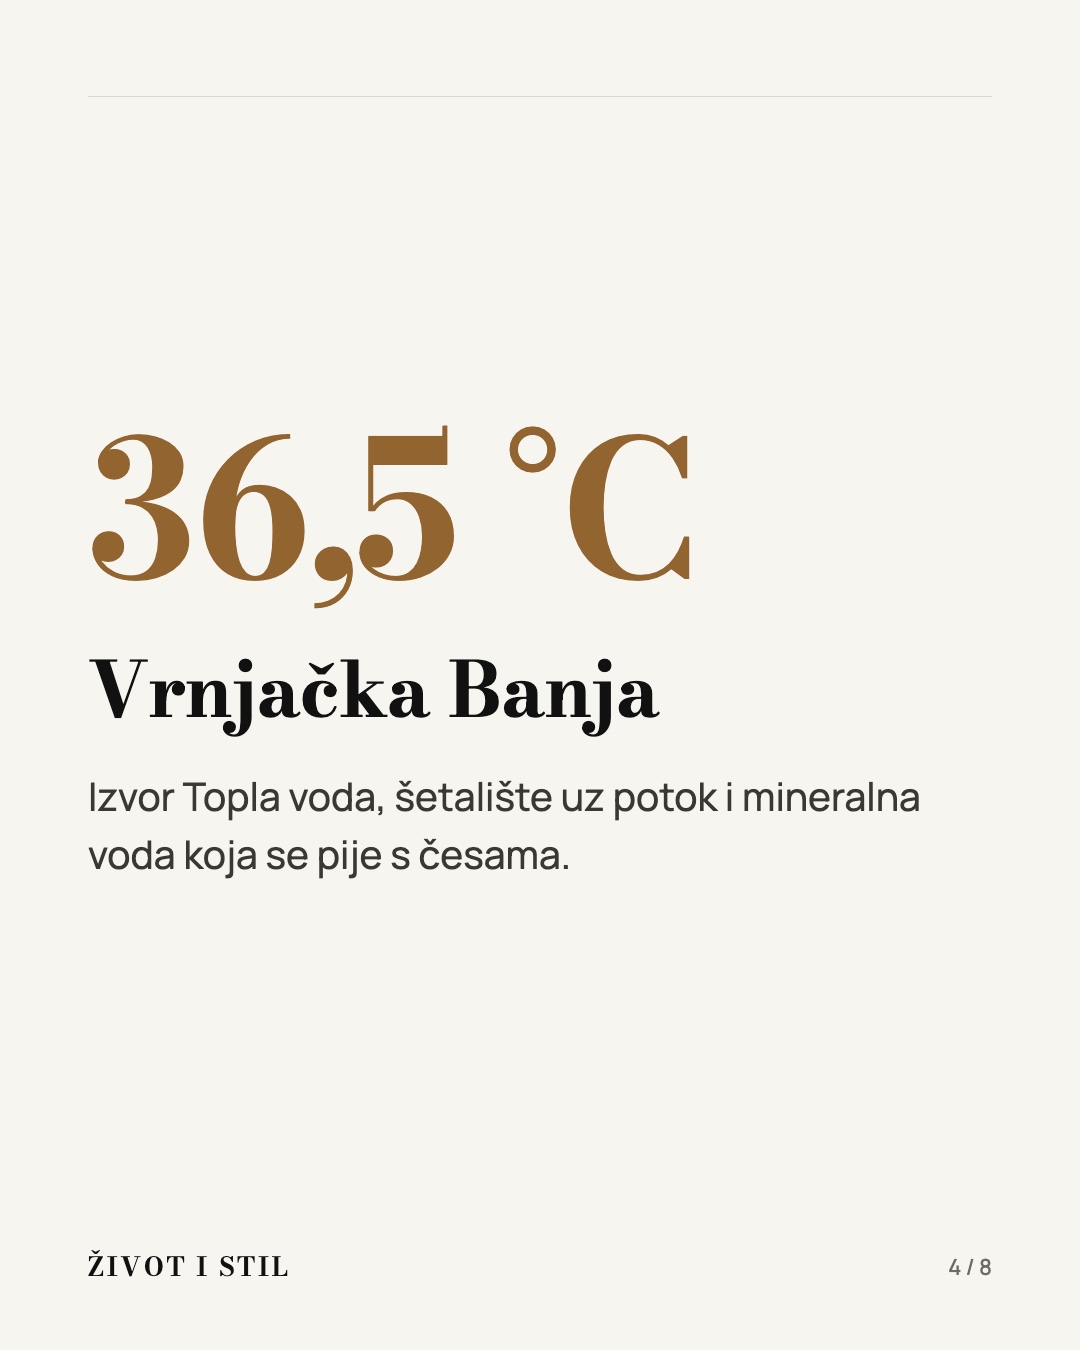 36,5 °C
Vrnjačka Banja
Izvor Topla voda, šetalište uz potok i mineralna
voda koja se pije s česama.
ŽIVOT I STIL
4 / 8